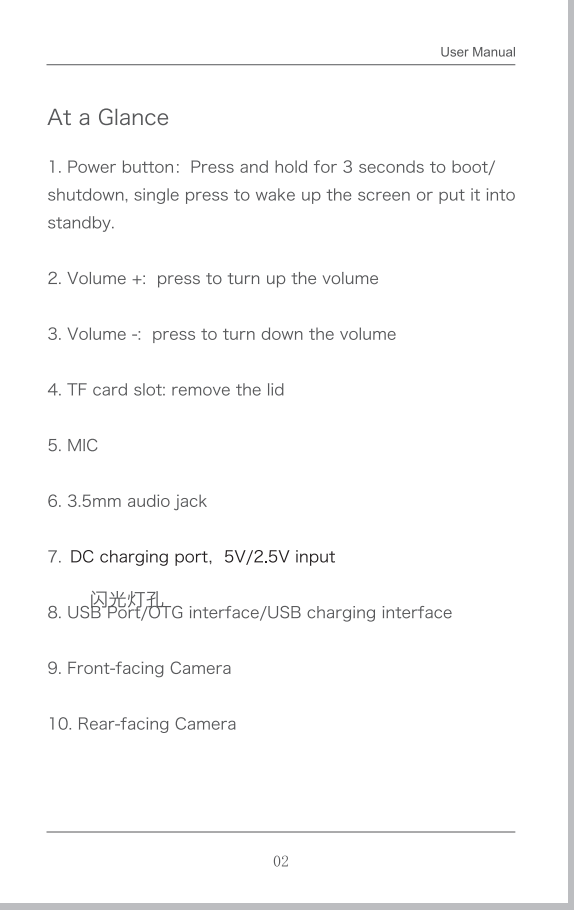 User Manual
At a Glance
1. Power button：Press and hold for 3 seconds to boot/
shutdown, single press to wake up the screen or put it into
standby.
2. Volume +:  press to turn up the volume
3. Volume -:  press to turn down the volume
4. TF card slot: remove the lid
5. MIC
6. 3.5mm audio jack
7. DC charging port，5V/2.5V input
闪光灯孔
8. USB Port/OTG interface/USB charging interface
9. Front-facing Camera
10. Rear-facing Camera
02